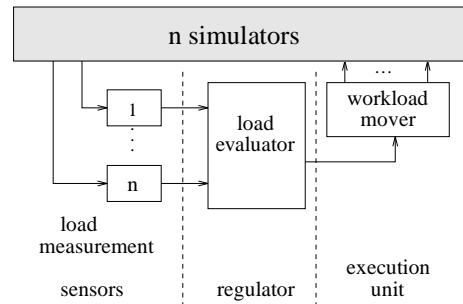 n simulators
...
1
workload
mover
load
evaluator
n
load
measurement
sensors
regulator
execution
unit